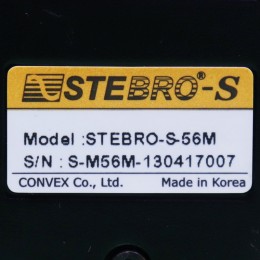 STEBRO®-S
Model :STEBRO-S-56M
S/N : S-M56M-130417007
CONVEX Co., Ltd. Made in Korea